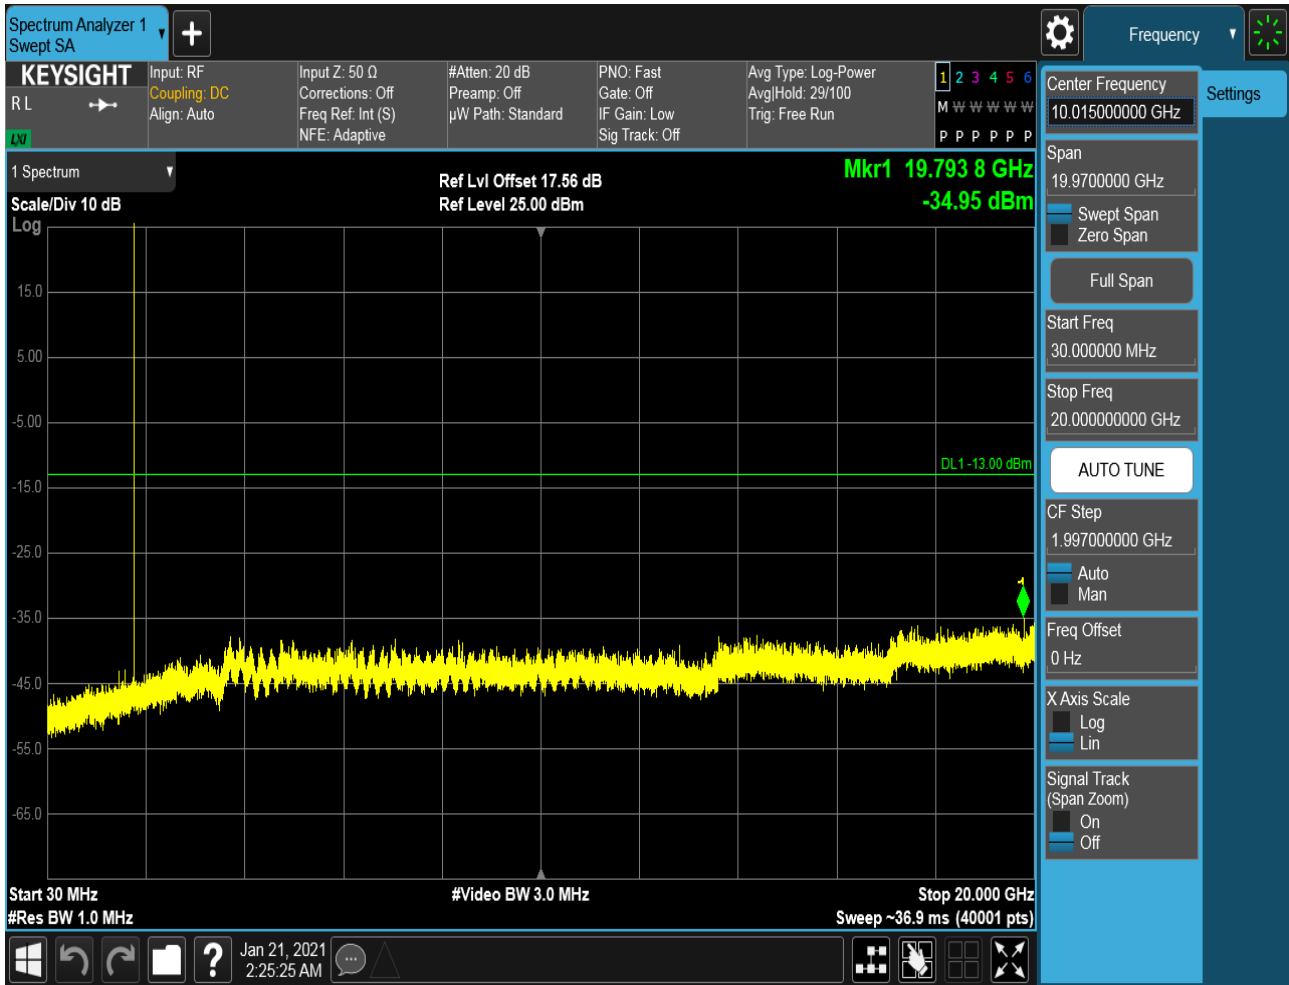 Spectrum Analyzer 1
Swept SA
Frequency
KEYSIGHT
R L
LXI
Input: RF
Coupling: DC
Align: Auto
Input Z: 50 Ω
Corrections: Off
Freq Ref: Int (S)
NFE: Adaptive
#Atten: 20 dB
Preamp: Off
µW Path: Standard
PNO: Fast
Gate: Off
IF Gain: Low
Sig Track: Off
Avg Type: Log-Power
Avg|Hold: 29/100
Trig: Free Run
1 2 3 4 5 6
M W W W W W
P P P P P P
1 Spectrum
Scale/Div 10 dB
Log
Ref Lvl Offset 17.56 dB
Ref Level 25.00 dBm
Mkr1 19.793 8 GHz
-34.95 dBm
15.0
5.00
-5.00
DL1 -13.00 dBm
-15.0
-25.0
1
-35.0
-45.0
-55.0
-65.0
Start 30 MHz
#Res BW 1.0 MHz
#Video BW 3.0 MHz
Stop 20.000 GHz
Sweep ~36.9 ms (40001 pts)
?
Jan 21, 2021
2:25:25 AM
Center Frequency
10.015000000 GHz
Settings
Span
19.9700000 GHz
Swept Span
Zero Span
Full Span
Start Freq
30.000000 MHz
Stop Freq
20.000000000 GHz
AUTO TUNE
CF Step
1.997000000 GHz
Auto
Man
Freq Offset
0 Hz
X Axis Scale
Log
Lin
Signal Track
(Span Zoom)
On
Off